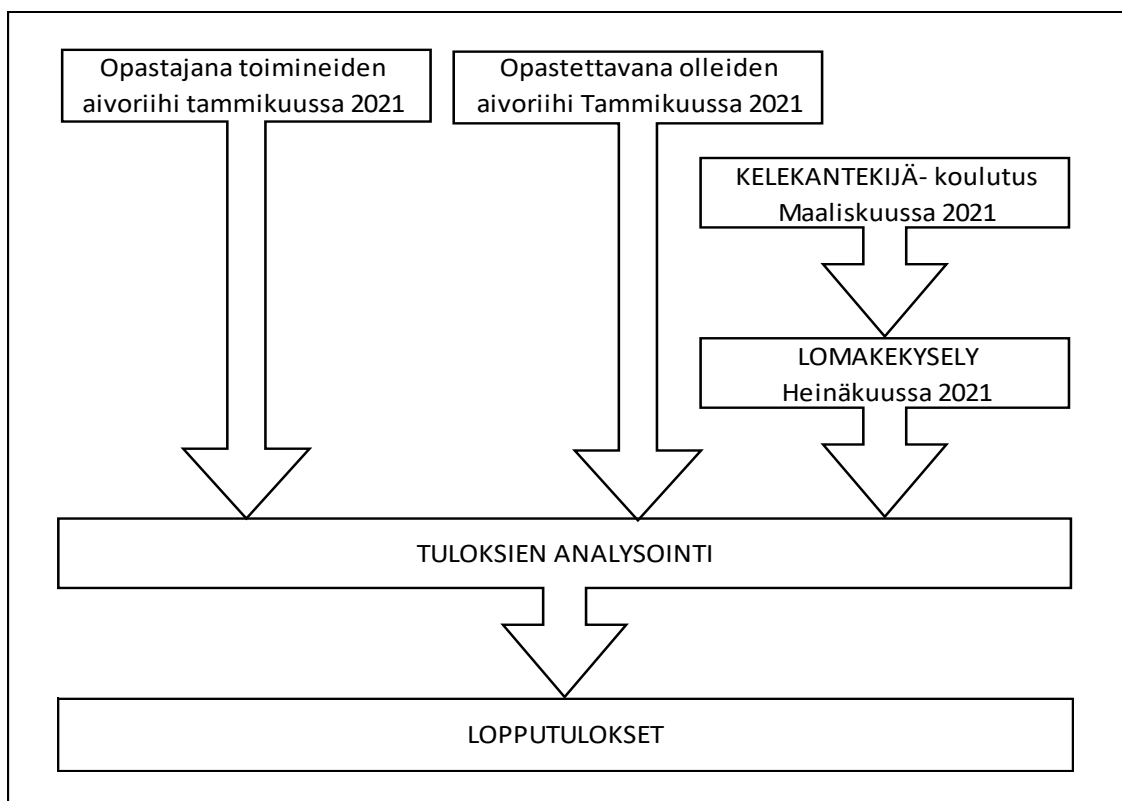 Opastajana toimineiden
aivoriihi tammikuussa 2021
Opastettavana olleiden
aivoriihi Tammikuussa 2021
KELEKANTEKIJÄ- koulutus
Maaliskuussa 2021
LOMAKEKYSELY
Heinäkuussa 2021
TULOKSIEN ANALYSOINTI
LOPPUTULOKSET